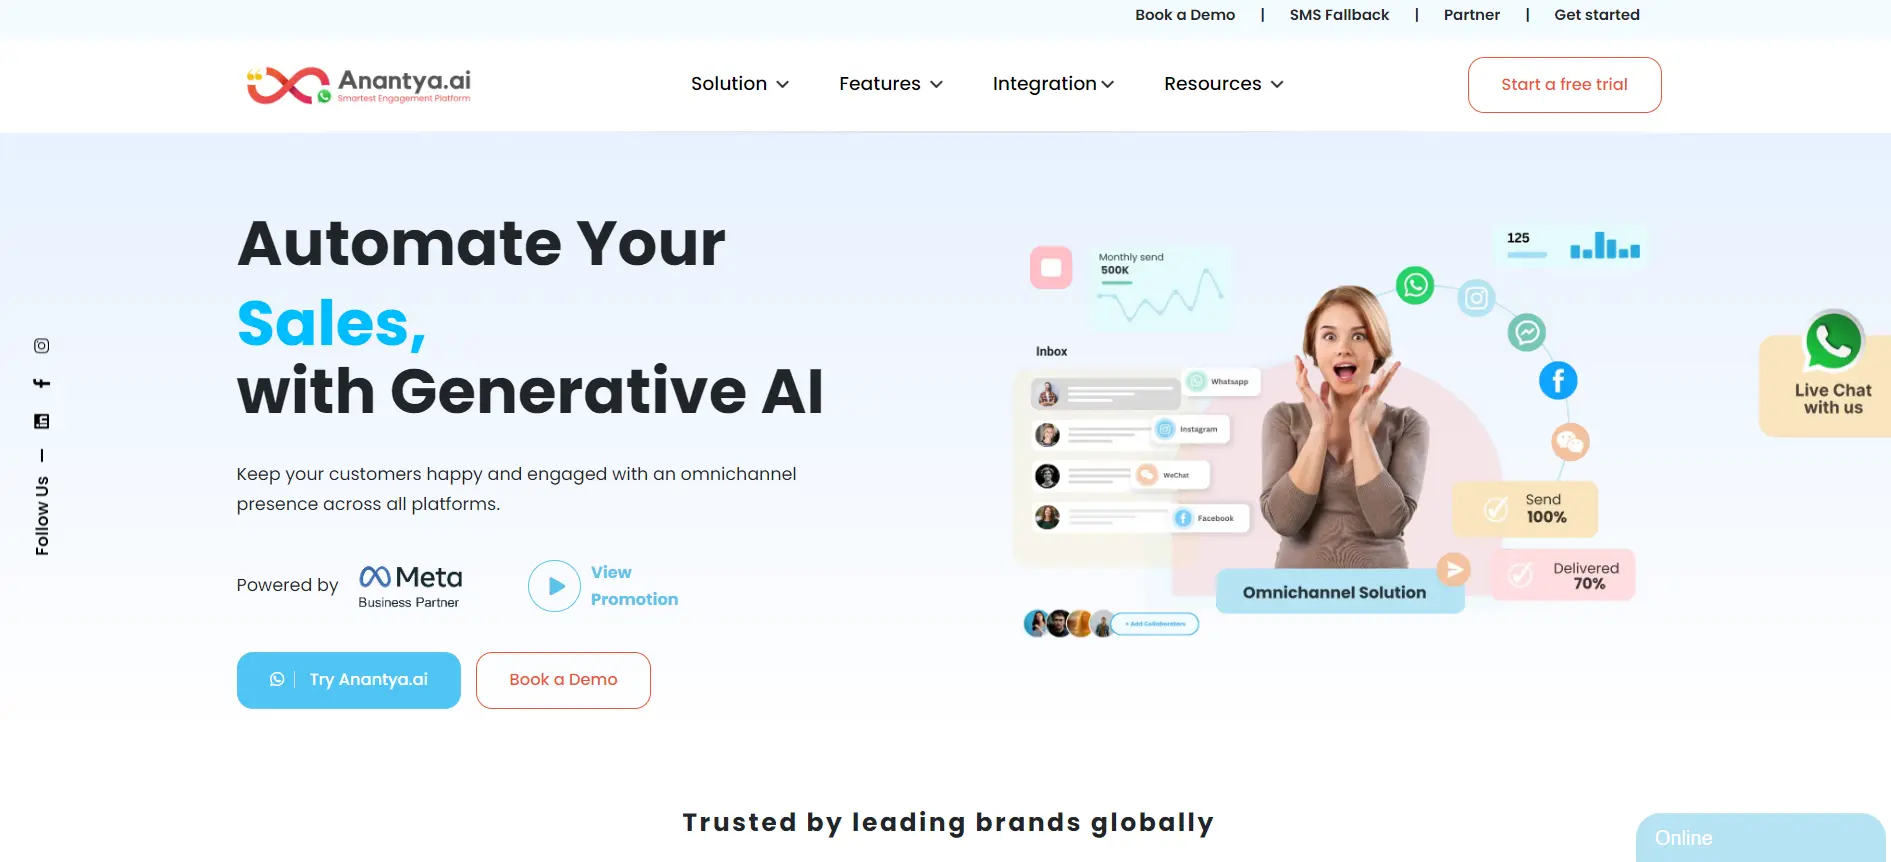 Book a Demo | SMS Fallback | Partner | Get started
Anantya.ai
Smartest Engagement Platform
Solution Features Integration Resources
Start a free trial
Automate Your
Sales,
with Generative AI
Keep your customers happy and engaged with an omnichannel
presence across all platforms.
Powered by
Meta
Business Partner
View
Promotion
Try Anantya.ai
Book a Demo
Follow Us
Monthly send
500K
125
Inbox
Whatsapp
Instagram
WeChat
Facebook
Send
100%
Delivered
70%
Omnichannel Solution
+ Add Collaborators
Live Chat
with us
Trusted by leading brands globally
Online